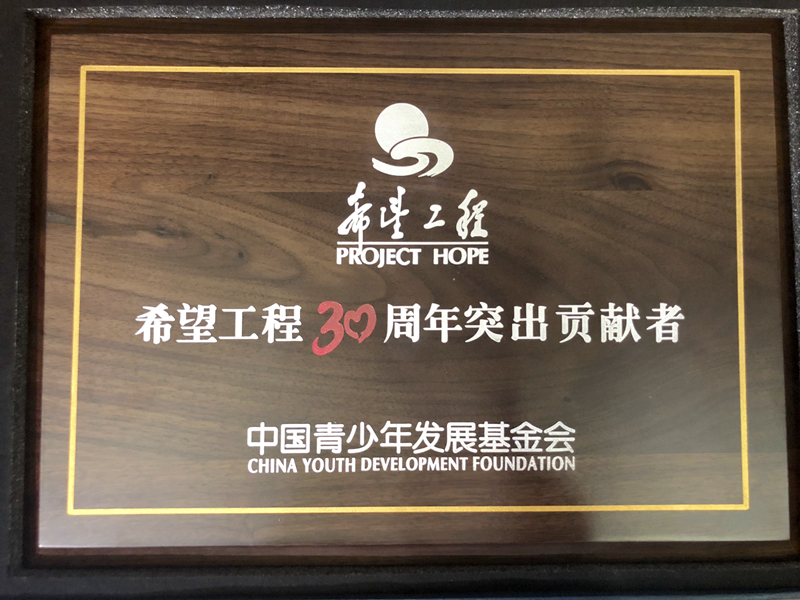 希望工程
PROJECT HOPE
希望工程30周年突出贡献者
中国青少年发展基金会
CHINA YOUTH DEVELOPMENT FOUNDATION